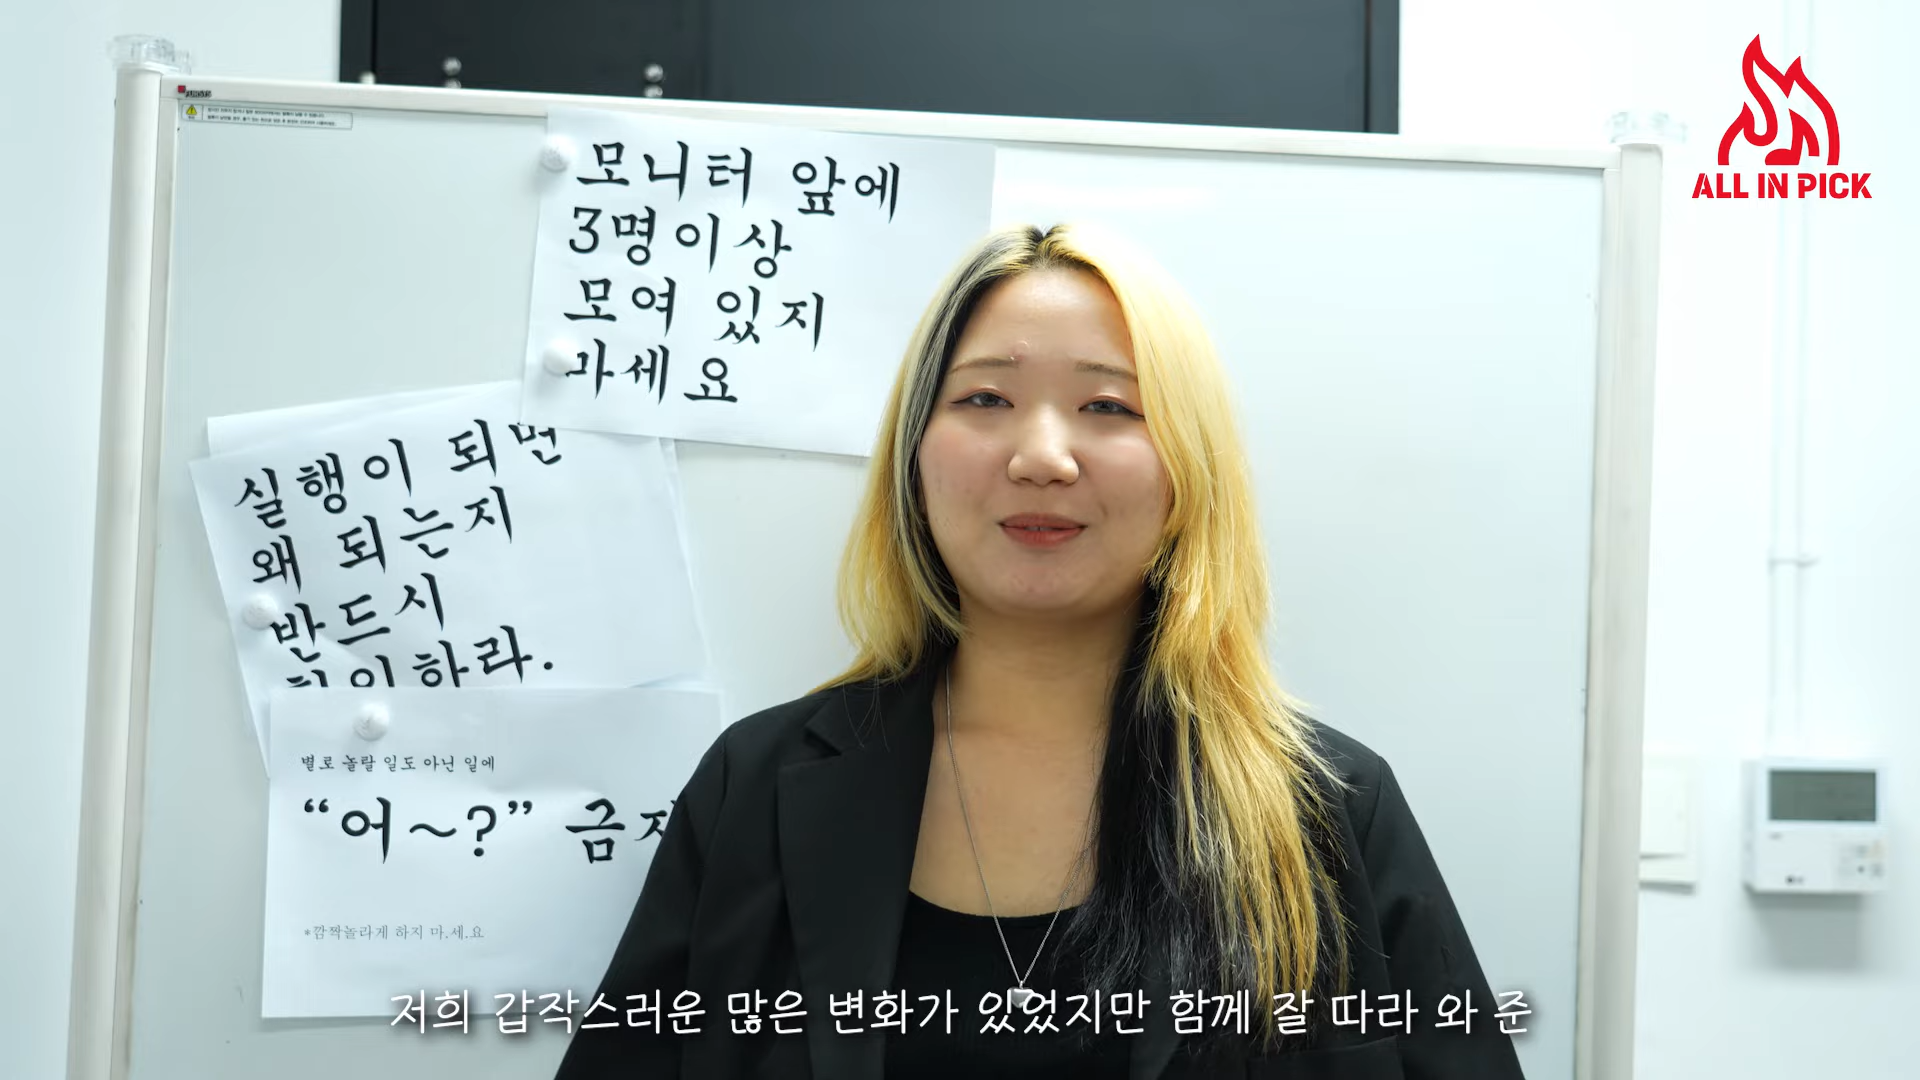 ALL IN PICK
모니터 앞에
3명이상
모여 있지
마세요
실행이 되면
왜 되는지
반드시
하라.
별로 놀랄 일도 아닌 일에
“어~?” 금지
*깜짝놀라게 하지 마.세.요
저희 갑작스러운 많은 변화가 있었지만 함께 잘 따라 와 준